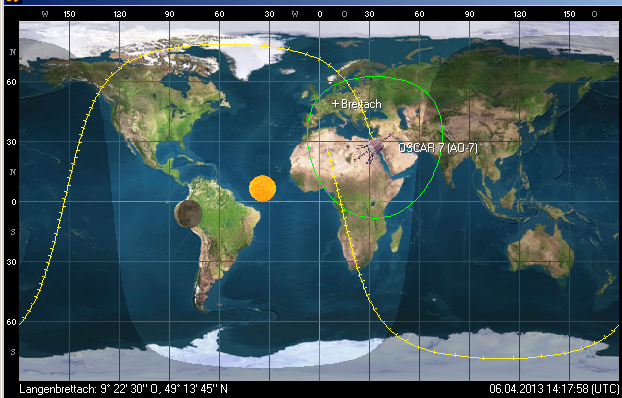 W 150 120 90 60 30 W 0 O 30 60 90 120 150 O
N
60
+Brettach
30
OSCAR 7 (AO-7)
N
0
S
30
60
S
Langenbrettach: 9° 22' 30'' O, 49° 13' 45'' N 06.04.2013 14:17:58 (UTC)